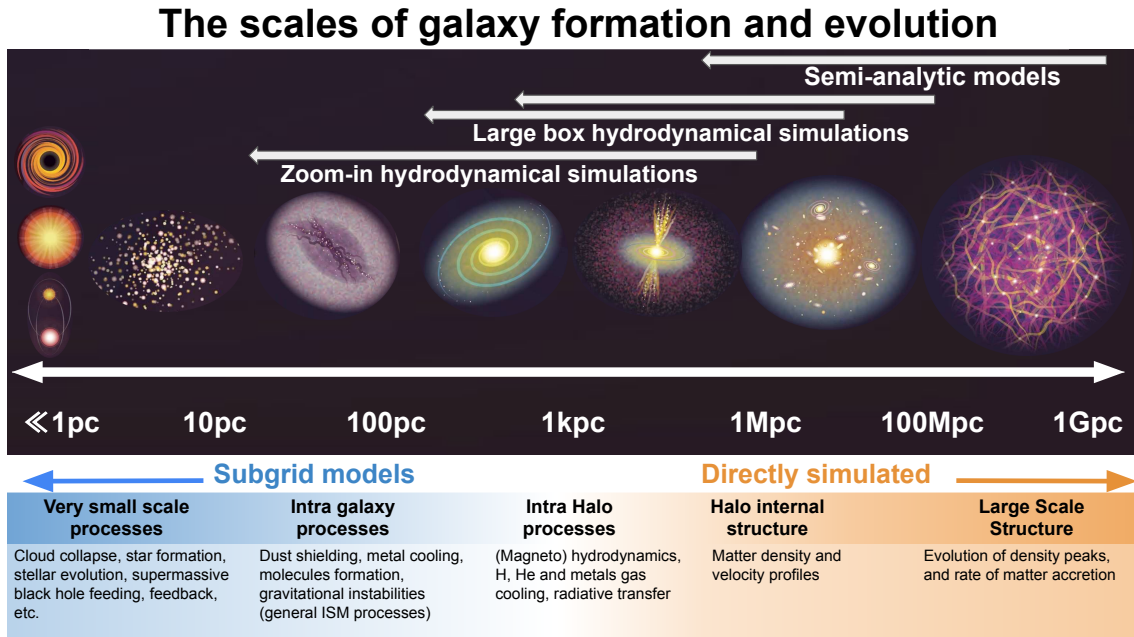 The scales of galaxy formation and evolution
Semi-analytic models
Large box hydrodynamical simulations
Zoom-in hydrodynamical simulations
≪1pc
10pc
100pc
1kpc
1Mpc
100Mpc
1Gpc
Subgrid models
Directly simulated
Very small scale
processes
Cloud collapse, star formation,
stellar evolution, supermassive
black hole feeding, feedback,
etc.
Intra galaxy
processes
Dust shielding, metal cooling,
molecules formation,
gravitational instabilities
(general ISM processes)
Intra Halo
processes
(Magneto) hydrodynamics,
H, He and metals gas
cooling, radiative transfer
Halo internal
structure
Matter density and
velocity profiles
Large Scale
Structure
Evolution of density peaks,
and rate of matter accretion